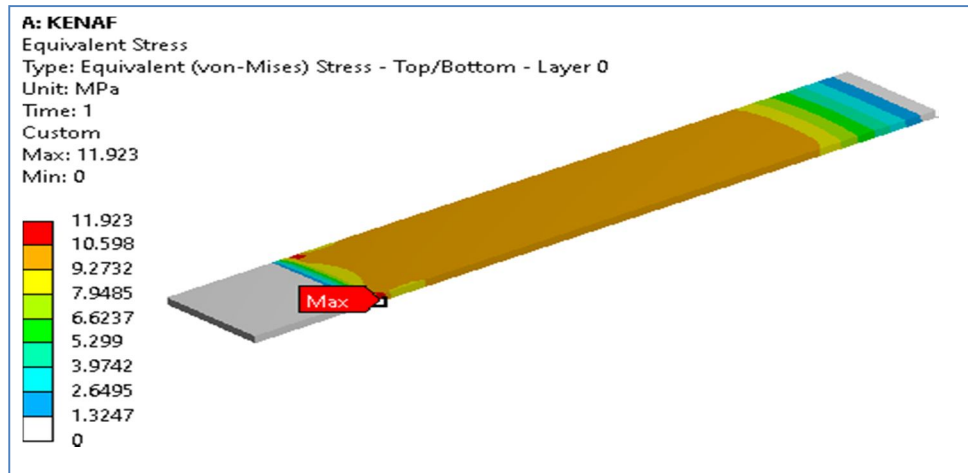 A: KENAF
Equivalent Stress
Type: Equivalent (von-Mises) Stress - Top/Bottom - Layer 0
Unit: MPa
Time: 1
Custom
Max: 11.923
Min: 0
11.923
10.598
9.2732
7.9485
6.6237
5.299
3.9742
2.6495
1.3247
0
Max